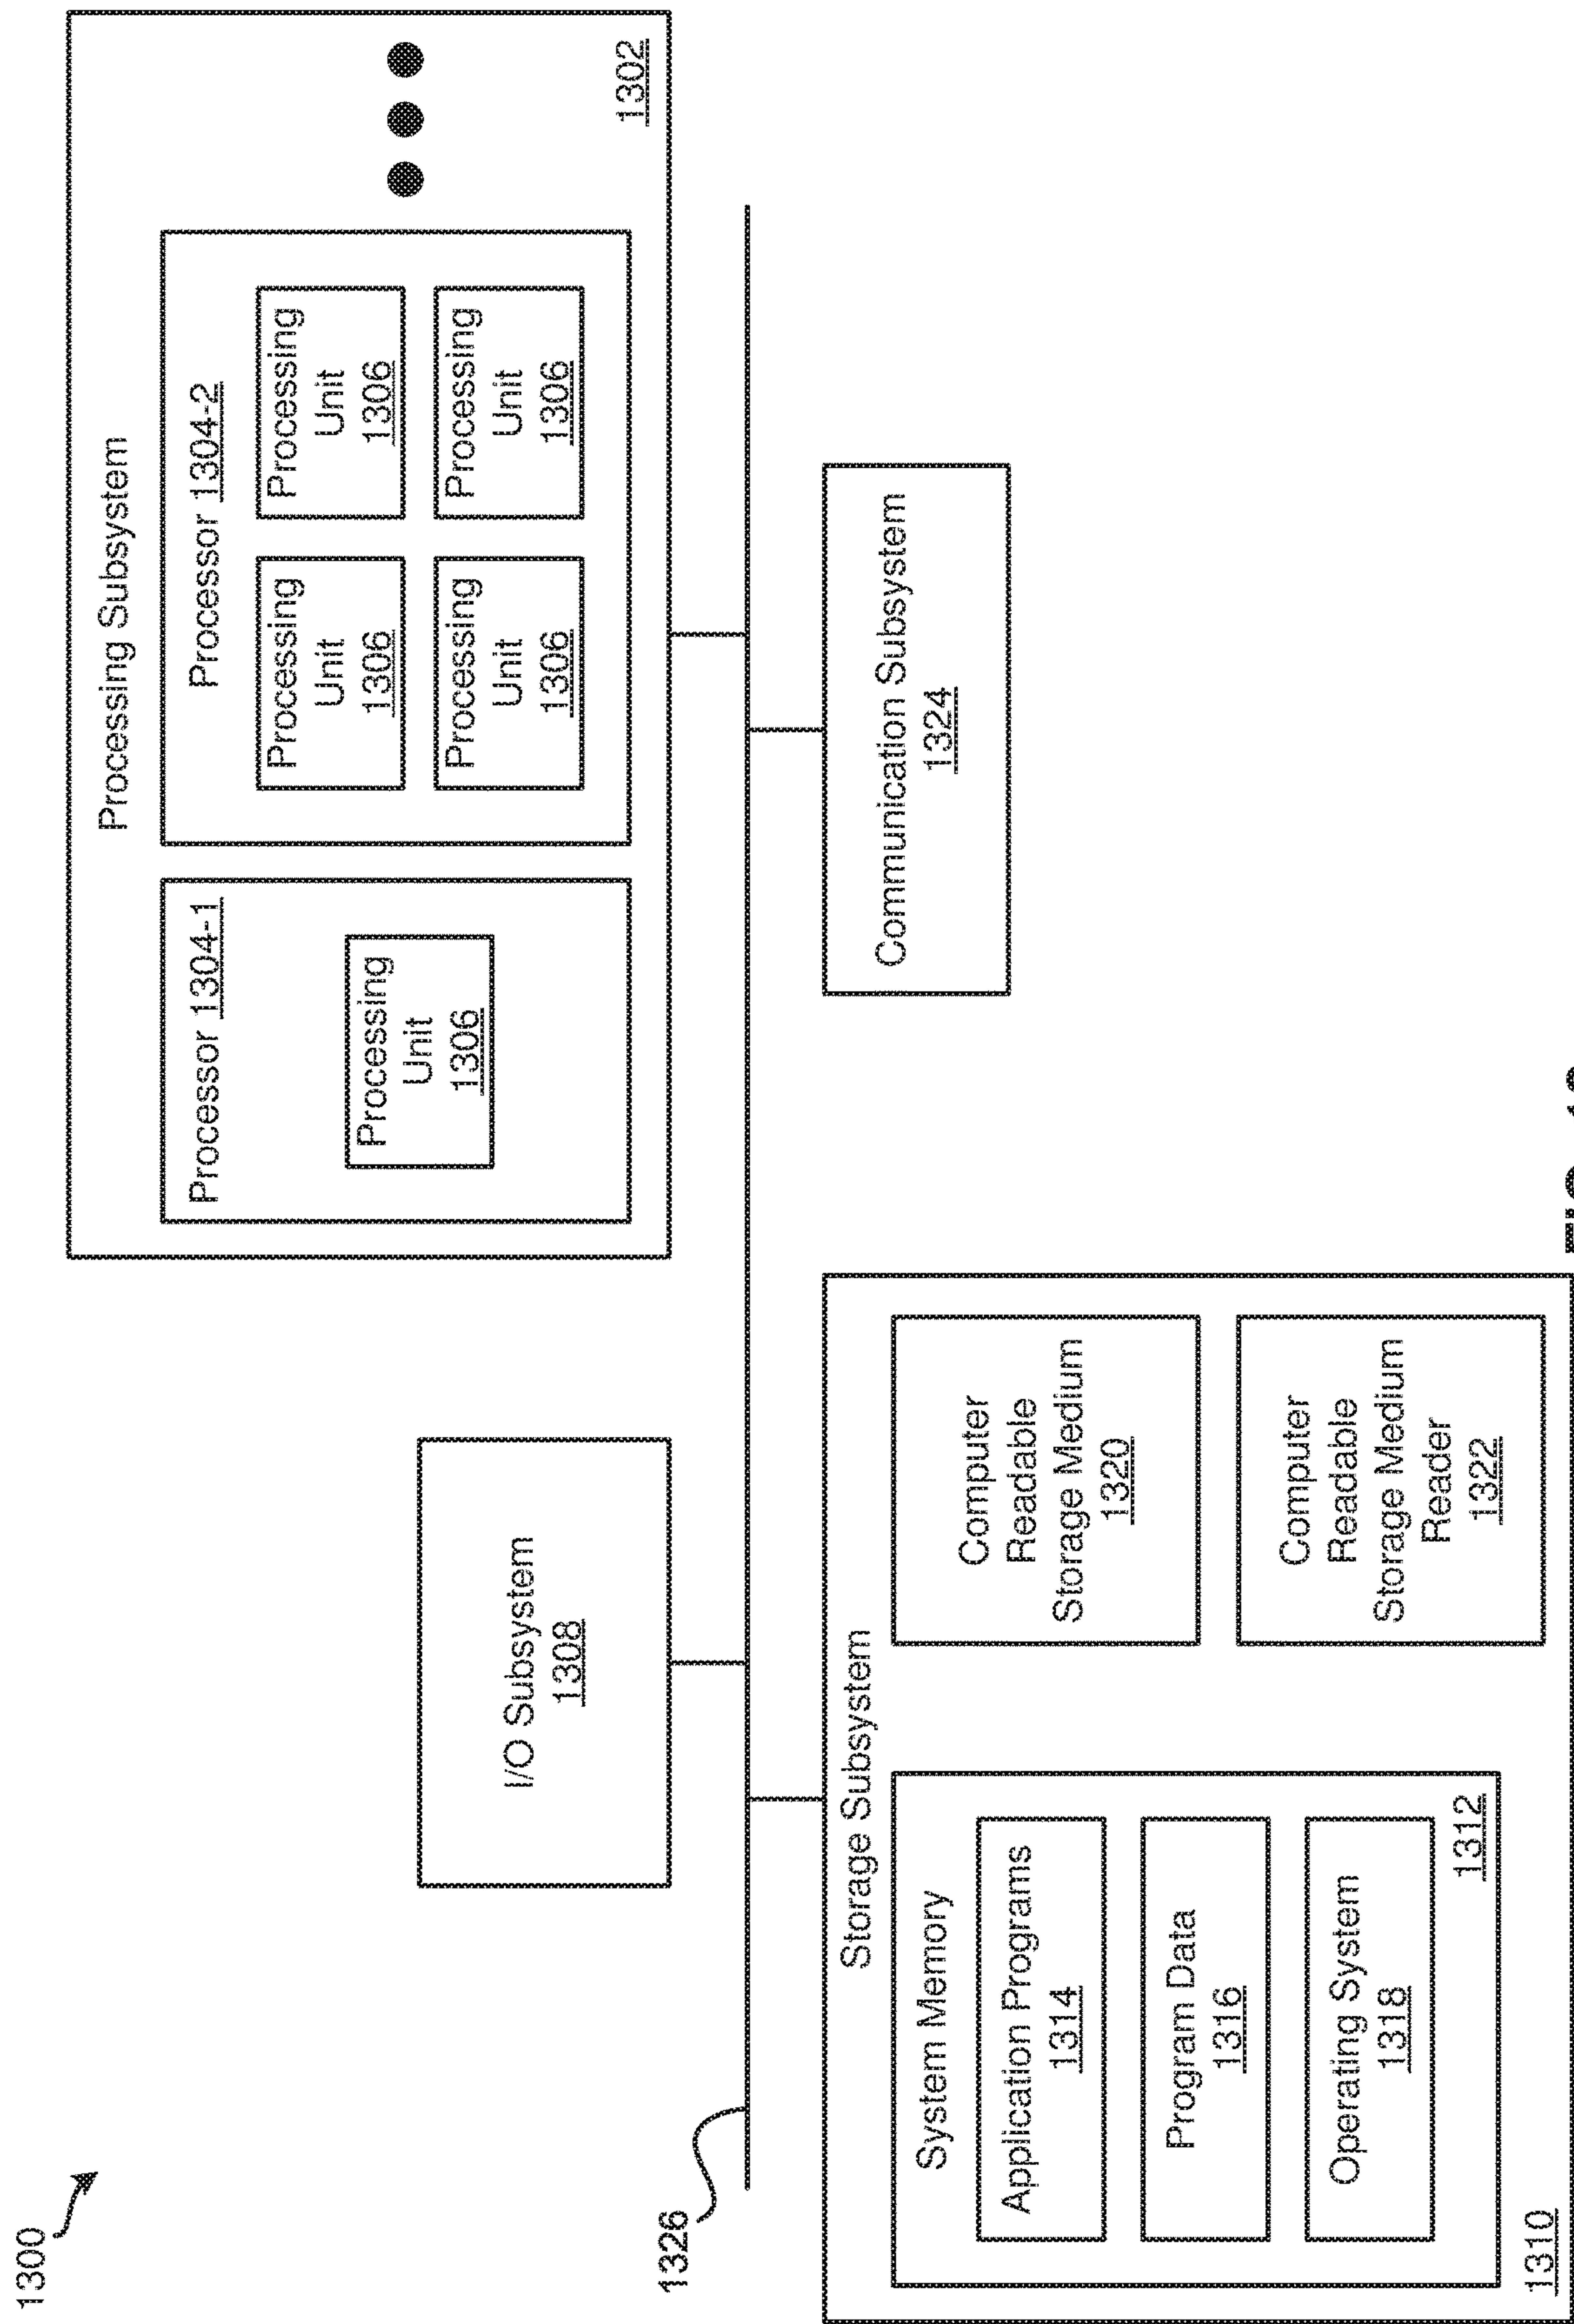 1300
Processing Subsystem
Processor 1304-1
Processing
Unit
1306
Processor 1304-2
Processing
Unit
1306
Processing
Unit
1306
Processing
Unit
1306
Processing
Unit
1306
1302
I/O Subsystem
1308
1326
Storage Subsystem
System Memory
Application Programs
1314
Program Data
1316
Operating System
1318
1312
Computer
Readable
Storage Medium
1320
Computer
Readable
Storage Medium
Reader
1322
1310
Communication Subsystem
1324